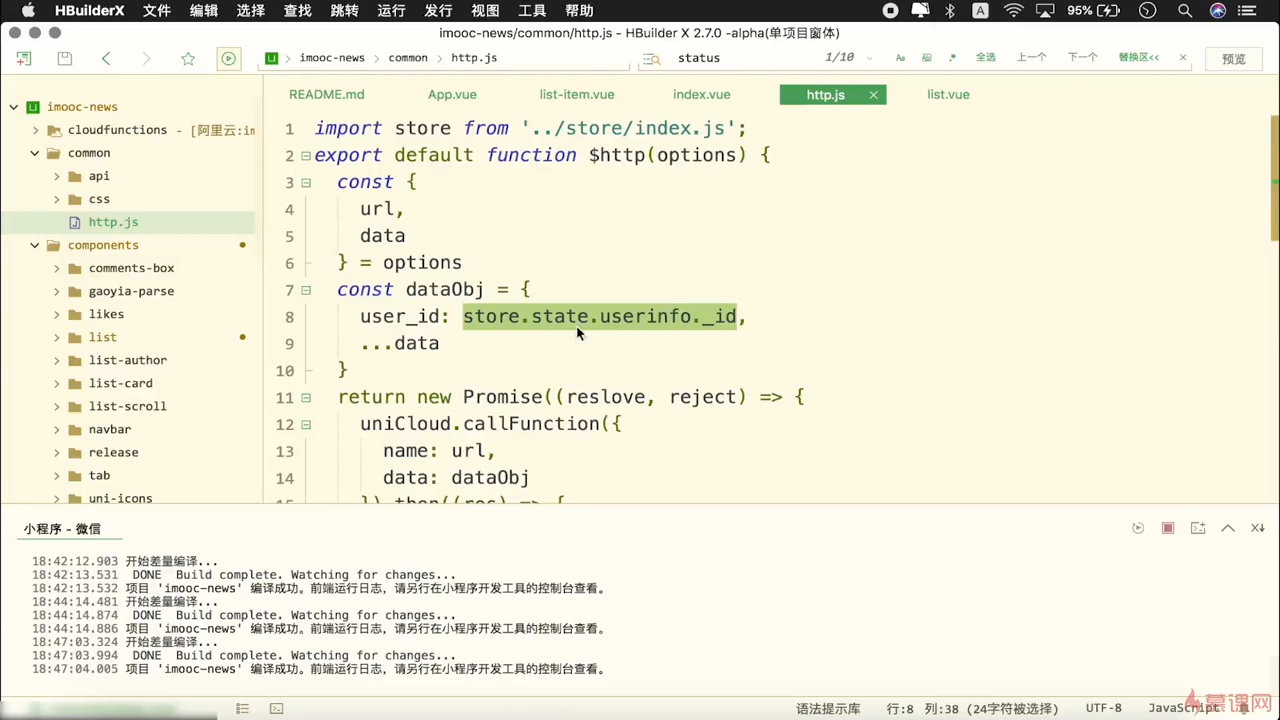 HBuilderX 文件 编辑 选择 查找 跳转 运行 发行 视图 工具 帮助 A 95%
imooc-news/common/http.js - HBuilder X 2.7.0 -alpha(单项目窗体)
imooc-news common http.js status 1/10 Aa 全选 上一个 下一个 替换区<< 预览
README.md App.vue list-item.vue index.vue http.js list.vue
imooc-news
cloudfunctions - [阿里云:im
common
api
css
http.js
components
comments-box
gaoyia-parse
likes
list
list-author
list-card
list-scroll
navbar
release
tab
uni-icons
1 import store from '../store/index.js';
2 export default function $http(options) {
3 const {
4 url,
5 data
6 } = options
7 const dataObj = {
8 user_id: store.state.userinfo._id,
9 ...data
10 }
11 return new Promise((reslove, reject) => {
12 uniCloud.callFunction({
13 name: url,
14 data: dataObj
15 }).then((res) => {
小程序 - 微信
18:42:12.903 开始差量编译...
18:42:13.531 DONE Build complete. Watching for changes...
18:42:13.532 项目 'imooc-news' 编译成功。前端运行日志，请另行在小程序开发工具的控制台查看。
18:44:14.481 开始差量编译...
18:44:14.874 DONE Build complete. Watching for changes...
18:44:14.886 项目 'imooc-news' 编译成功。前端运行日志，请另行在小程序开发工具的控制台查看。
18:47:03.324 开始差量编译...
18:47:03.994 DONE Build complete. Watching for changes...
18:47:04.005 项目 'imooc-news' 编译成功。前端运行日志，请另行在小程序开发工具的控制台查看。
语法提示库 行:8 列:38 (24字符被选择) UTF-8 JavaScript
慕课网